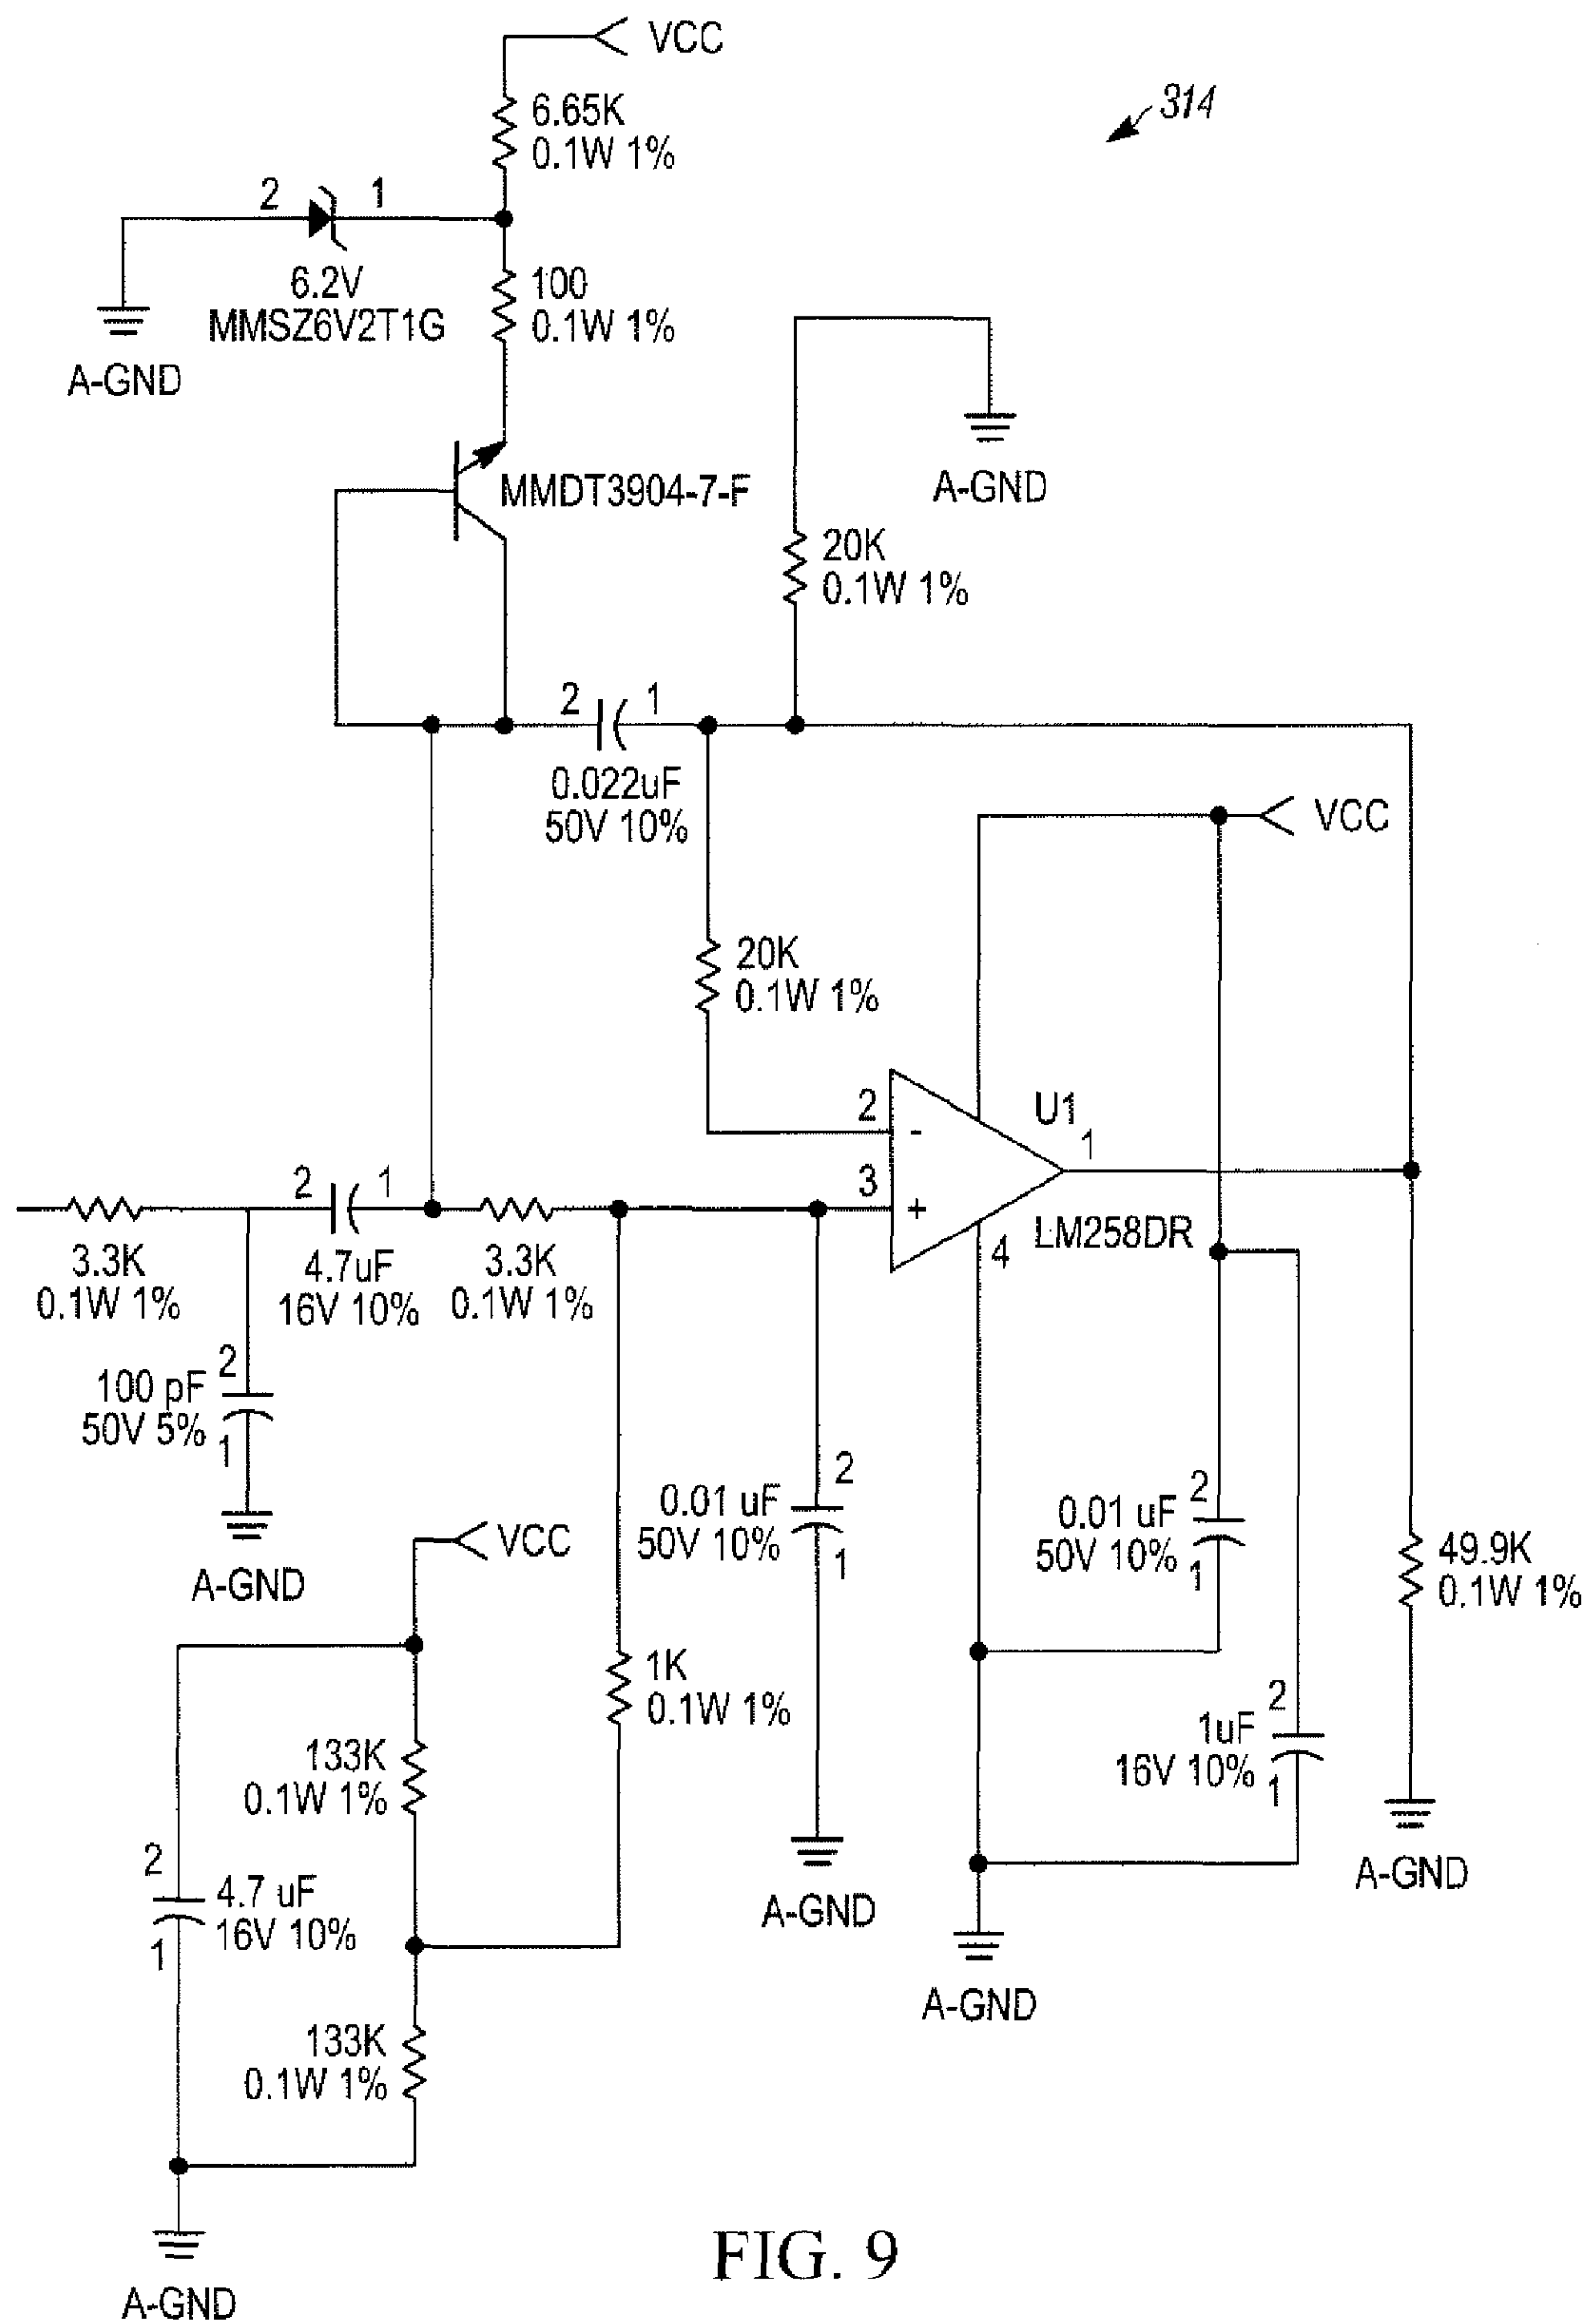 VCC
314
6.65K
0.1W 1%
2
1
6.2V
MMSZ6V2T1G
100
0.1W 1%
A-GND
A-GND
MMDT3904-7-F
20K
0.1W 1%
2
1
0.022uF
50V 10%
VCC
20K
0.1W 1%
2
-
U1
1
3
+
LM258DR
4
3.3K
0.1W 1%
2
1
4.7uF
16V 10%
3.3K
0.1W 1%
100 pF
50V 5%
2
1
A-GND
0.01 uF
50V 10%
2
1
A-GND
0.01 uF
50V 10%
2
1
49.9K
0.1W 1%
A-GND
VCC
1K
0.1W 1%
133K
0.1W 1%
1uF
16V 10%
2
1
2
4.7 uF
16V 10%
1
A-GND
133K
0.1W 1%
A-GND
FIG. 9